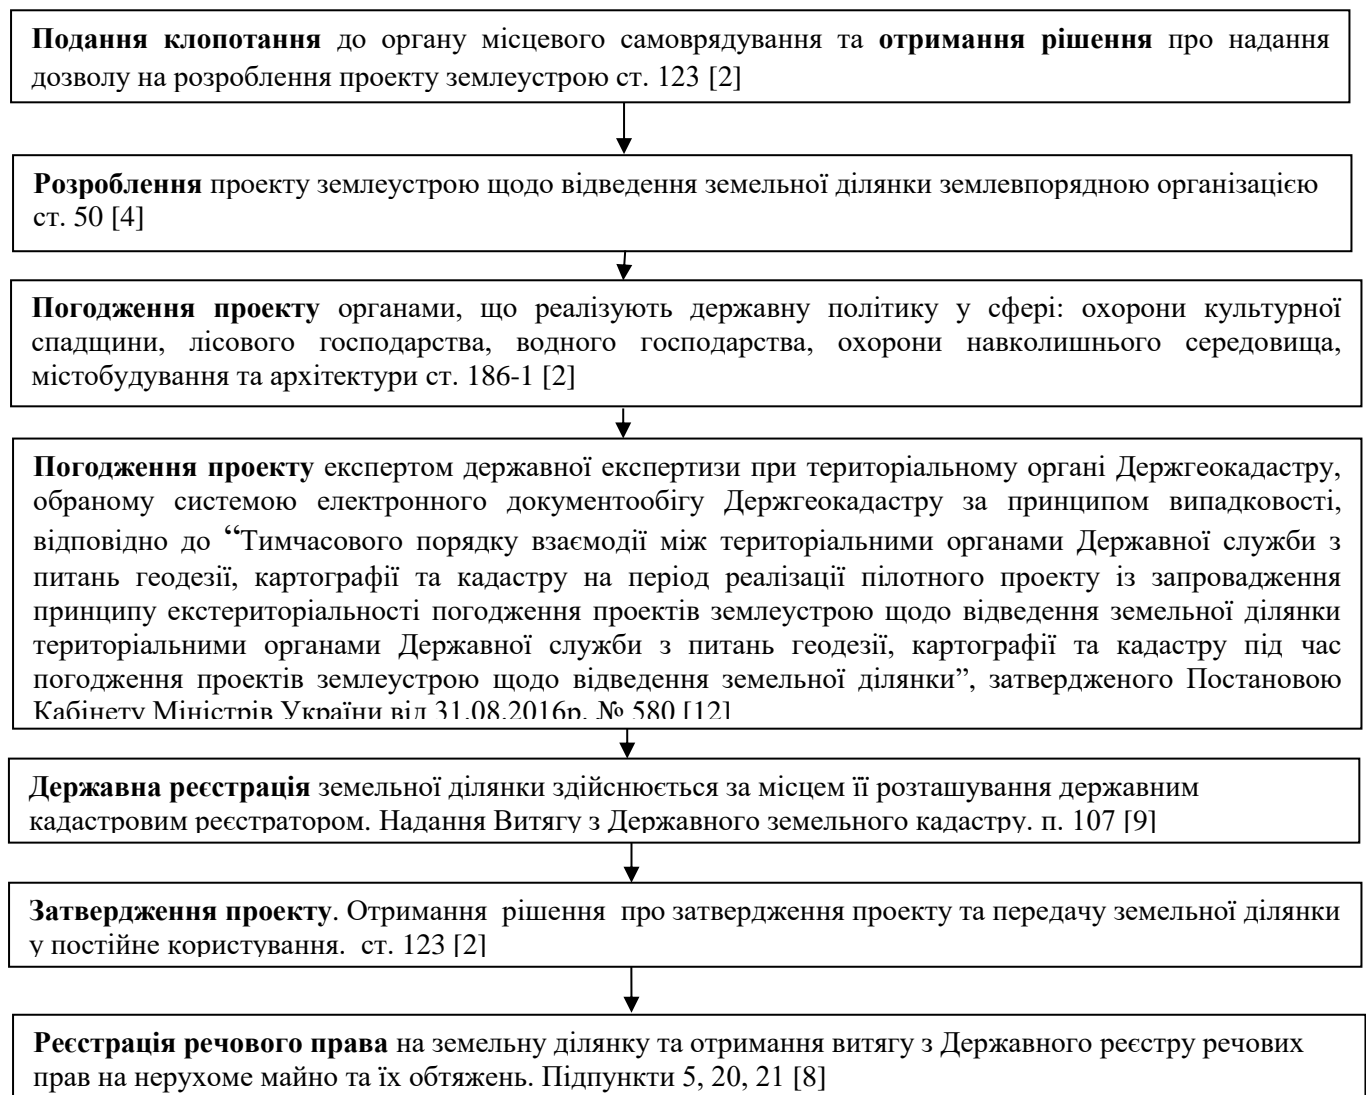 Подання клопотання до органу місцевого самоврядування та отримання рішення про надання
дозволу на розроблення проекту землеустрою ст. 123 [2]
Розроблення проекту землеустрою щодо відведення земельної ділянки землевпорядною організацією
ст. 50 [4]
Погодження проекту органами, що реалізують державну політику у сфері: охорони культурної
спадщини, лісового господарства, водного господарства, охорони навколишнього середовища,
містобудування та архітектури ст. 186-1 [2]
Погодження проекту експертом державної експертизи при територіальному органі Держгеокадастру,
обраному системою електронного документообігу Держгеокадастру за принципом випадковості,
відповідно до “Тимчасового порядку взаємодії між територіальними органами Державної служби з
питань геодезії, картографії та кадастру на період реалізації пілотного проекту із запровадження
принципу екстериторіальності погодження проектів землеустрою щодо відведення земельної ділянки
територіальними органами Державної служби з питань геодезії, картографії та кадастру під час
погодження проектів землеустрою щодо відведення земельної ділянки”, затвердженого Постановою
Кабінету Міністрів України від 31.08.2016р. № 580 [12]
Державна реєстрація земельної ділянки здійснюється за місцем її розташування державним
кадастровим реєстратором. Надання Витягу з Державного земельного кадастру. п. 107 [9]
Затвердження проекту. Отримання рішення про затвердження проекту та передачу земельної ділянки
у постійне користування. ст. 123 [2]
Реєстрація речового права на земельну ділянку та отримання витягу з Державного реєстру речових
прав на нерухоме майно та їх обтяжень. Підпункти 5, 20, 21 [8]